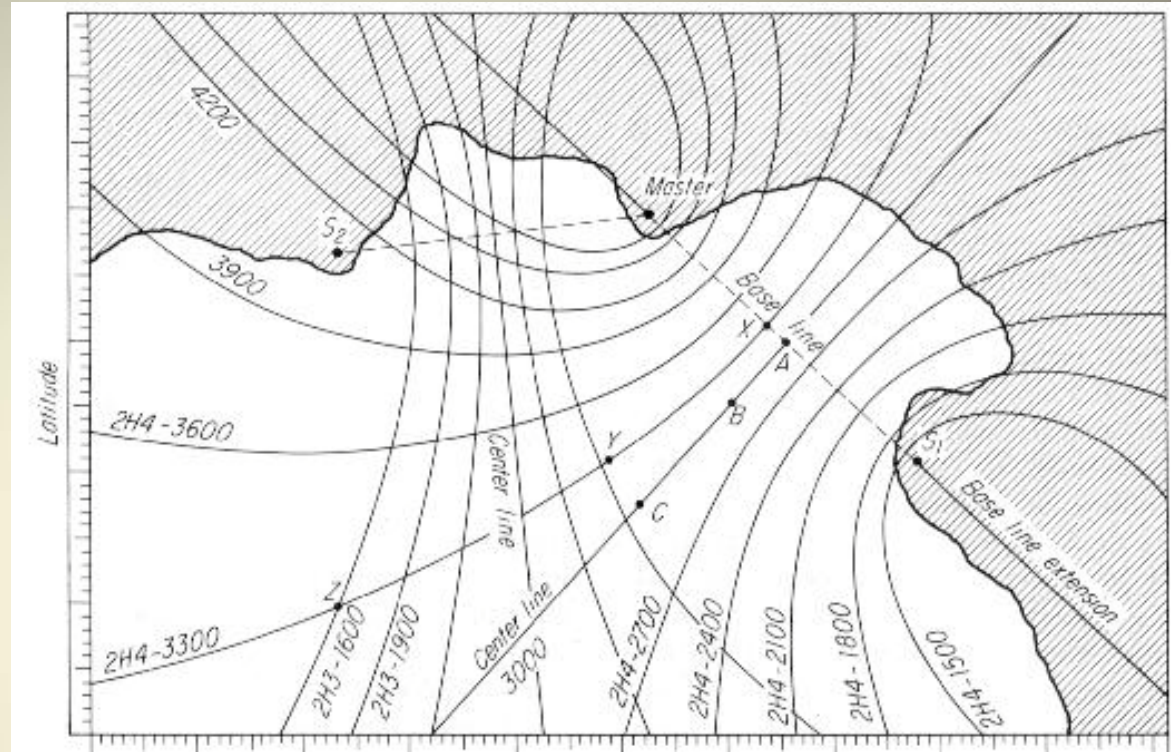 4200
Master
S₂
3900
Base line
X
A
Latitude
B
2H4-3600
Center line
Y
S₁
C
Base line extension
Z
Center line
3000
2H4-3300
2H3-1600
2H3-1900
2H4-2700
2H4-2400
2H4-2100
2H4-1800
2H4-1500